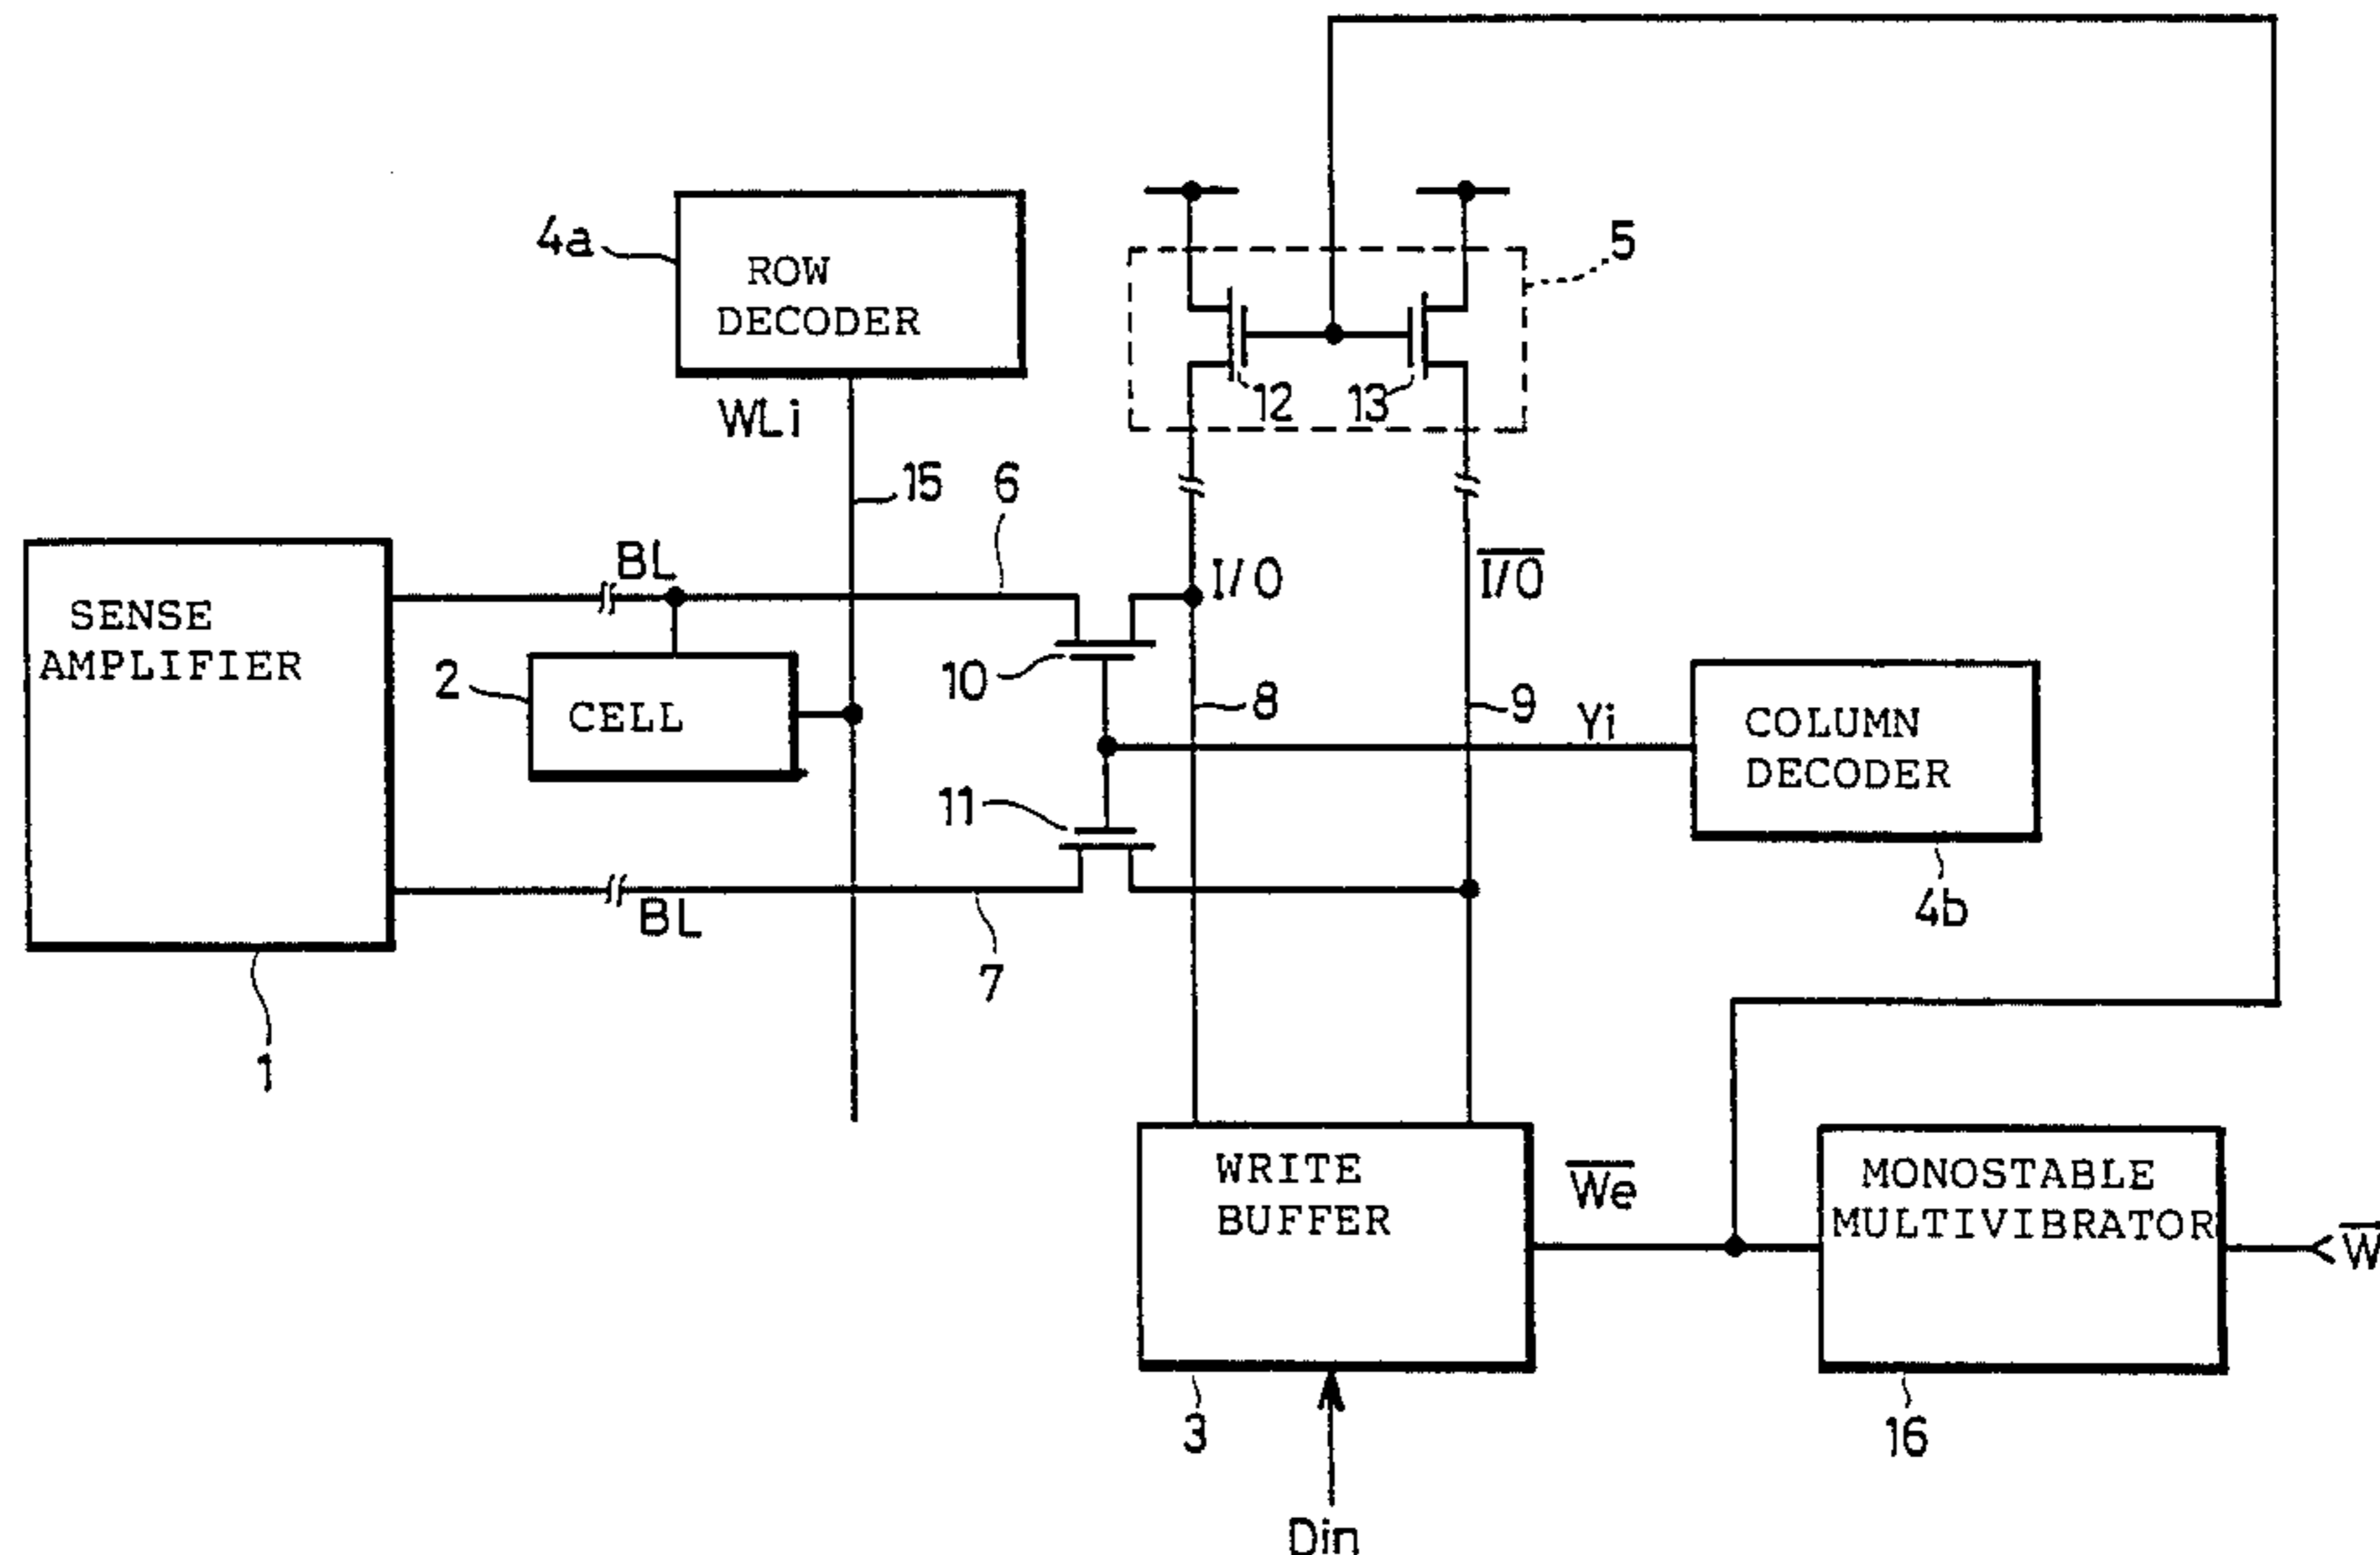 4a
ROW
DECODER
5
12
13
WLi
15
6
SENSE
AMPLIFIER
BL
I/O
I/O
2
CELL
10
8
9
Yi
COLUMN
DECODER
11
BL
4b
7
1
WRITE
BUFFER
We
MONOSTABLE
MULTIVIBRATOR
W
3
16
Din